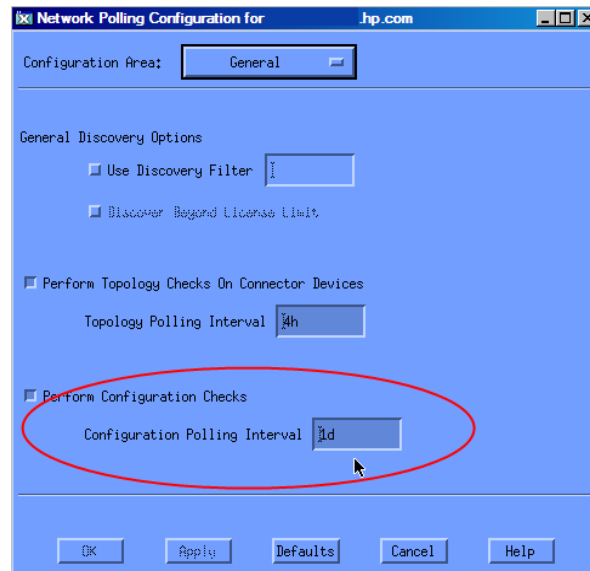 Network Polling Configuration for .hp.com
Configuration Area: General
General Discovery Options
Use Discovery Filter
Discover Beyond License Limit
Perform Topology Checks On Connector Devices
Topology Polling Interval 4h
Perform Configuration Checks
Configuration Polling Interval 1d
OK Apply Defaults Cancel Help